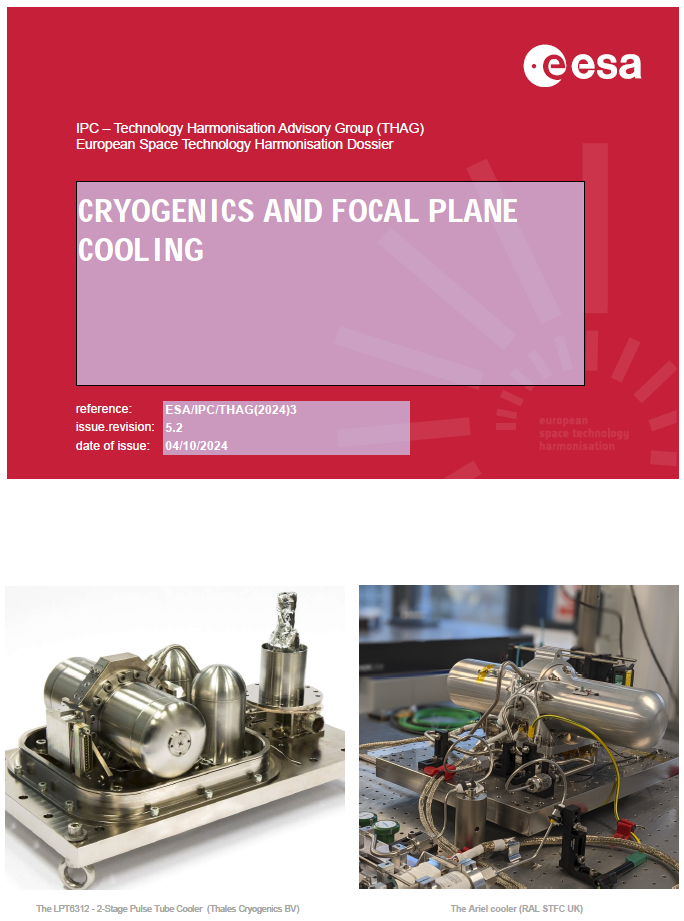 esa
IPC – Technology Harmonisation Advisory Group (THAG)
European Space Technology Harmonisation Dossier
CRYOGENICS AND FOCAL PLANE
COOLING
reference: ESA/IPC/THAG(2024)3
issue.revision: 5.2
date of issue: 04/10/2024
european
space technology
harmonisation
The LPT6312 - 2-Stage Pulse Tube Cooler (Thales Cryogenics BV)
The Ariel cooler (RAL STFC UK)